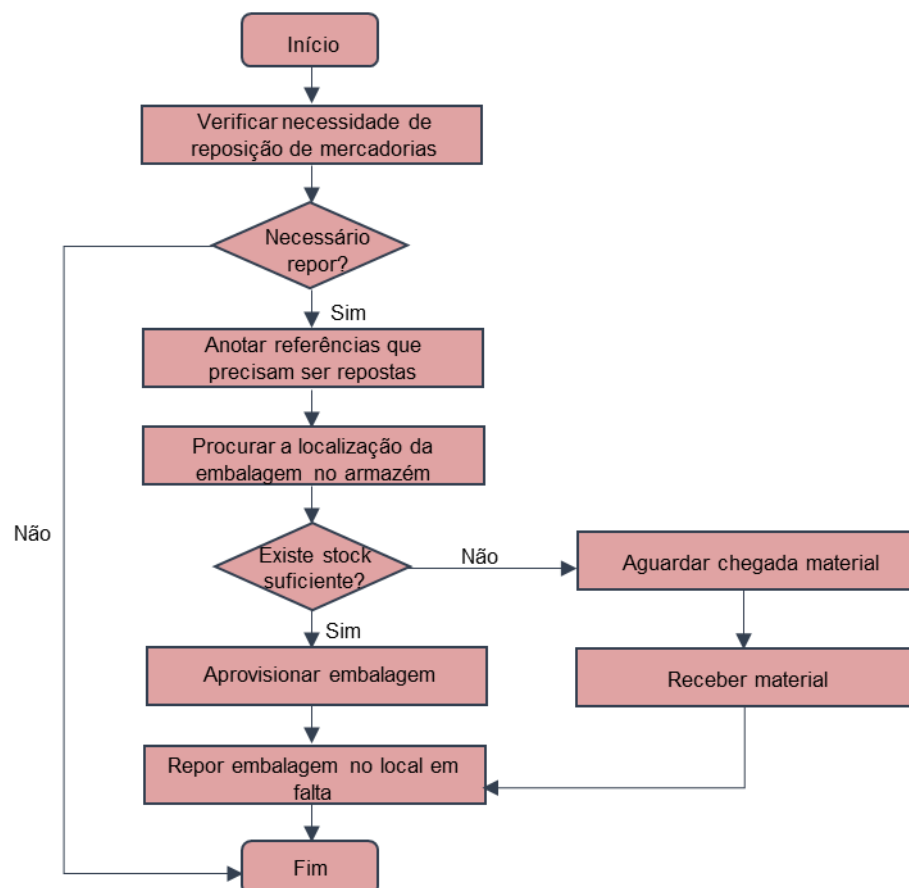 Início
Verificar necessidade de
reposição de mercadorias
Necessário
repor?
Sim
Anotar referências que
precisam ser repostas
Procurar a localização da
embalagem no armazém
Não
Existe stock
suficiente?
Não
Aguardar chegada material
Sim
Aprovisionar embalagem
Receber material
Repor embalagem no local em
falta
Fim